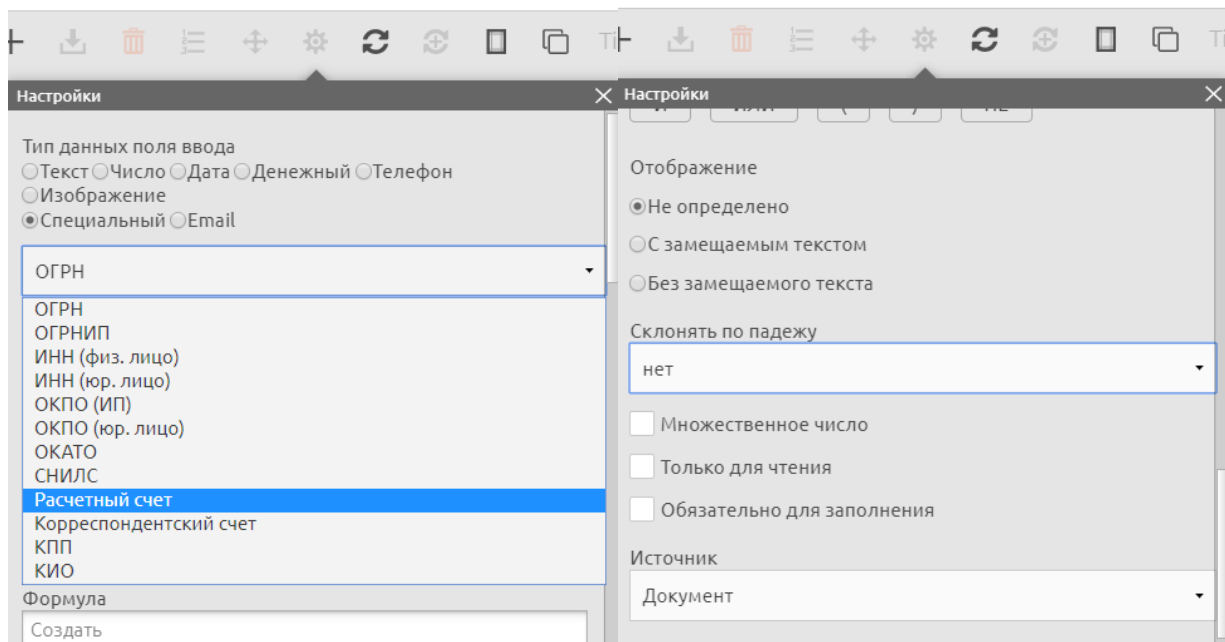 Настройки
Тип данных поля ввода
Текст Число Дата Денежный Телефон
Изображение
Специальный Email
ОГРН
ОГРН
ОГРНИП
ИНН (физ. лицо)
ИНН (юр. лицо)
ОКПО (ИП)
ОКПО (юр. лицо)
ОКАТО
СНИЛС
Расчетный счет
Корреспондентский счет
КПП
КИО
Формула
Создать
Настройки
Отображение
Не определено
С замещаемым текстом
Без замещаемого текста
Склонять по падежу
нет
Множественное число
Только для чтения
Обязательно для заполнения
Источник
Документ